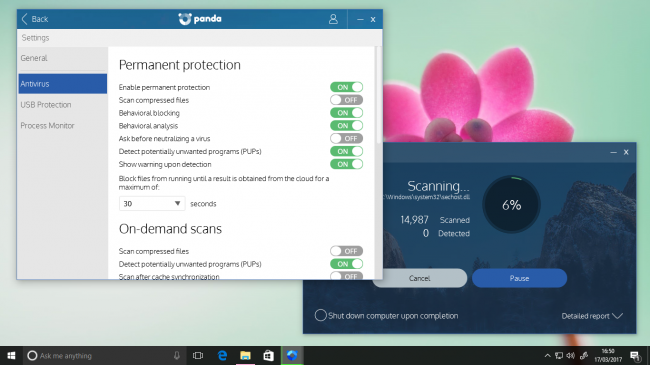 Back
panda
Settings
General
Antivirus
USB Protection
Process Monitor
Permanent protection
Enable permanent protection ON
Scan compressed files OFF
Behavioral blocking ON
Behavioral analysis ON
Ask before neutralizing a virus OFF
Detect potentially unwanted programs (PUPs) ON
Show warning upon detection ON
Block files from running until a result is obtained from the cloud for a
maximum of:
30 seconds
On-demand scans
Scan compressed files OFF
Detect potentially unwanted programs (PUPs) ON
Scan after cache synchronization OFF
Scanning...
:\Windows\system32\sechost.dll
14,987 Scanned
0 Detected
6%
Cancel
Pause
Shut down computer upon completion
Detailed report
Ask me anything
16:50
17/03/2017